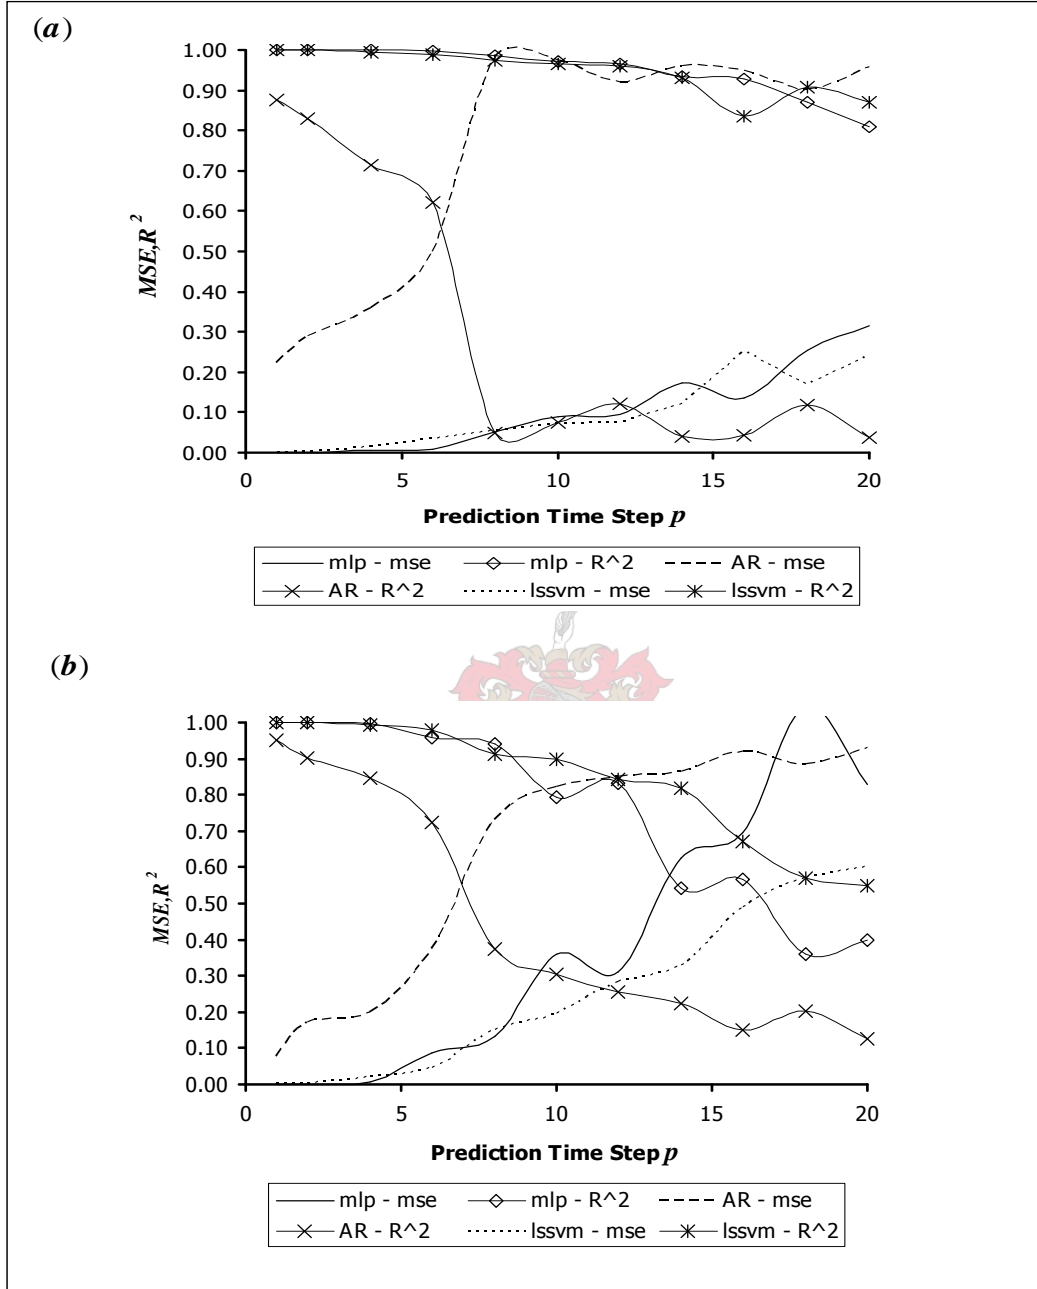 (a)
1.00
0.90
0.80
0.70
0.60
0.50
0.40
0.30
0.20
0.10
0.00
MSE,R 2
0 5 10 15 20
Prediction Time Step p
mlp - mse mlp - R^2 AR - mse
AR - R^2 lssvm - mse lssvm - R^2
(b)
1.00
0.90
0.80
0.70
0.60
0.50
0.40
0.30
0.20
0.10
0.00
MSE,R 2
0 5 10 15 20
Prediction Time Step p
mlp - mse mlp - R^2 AR - mse
AR - R^2 lssvm - mse lssvm - R^2